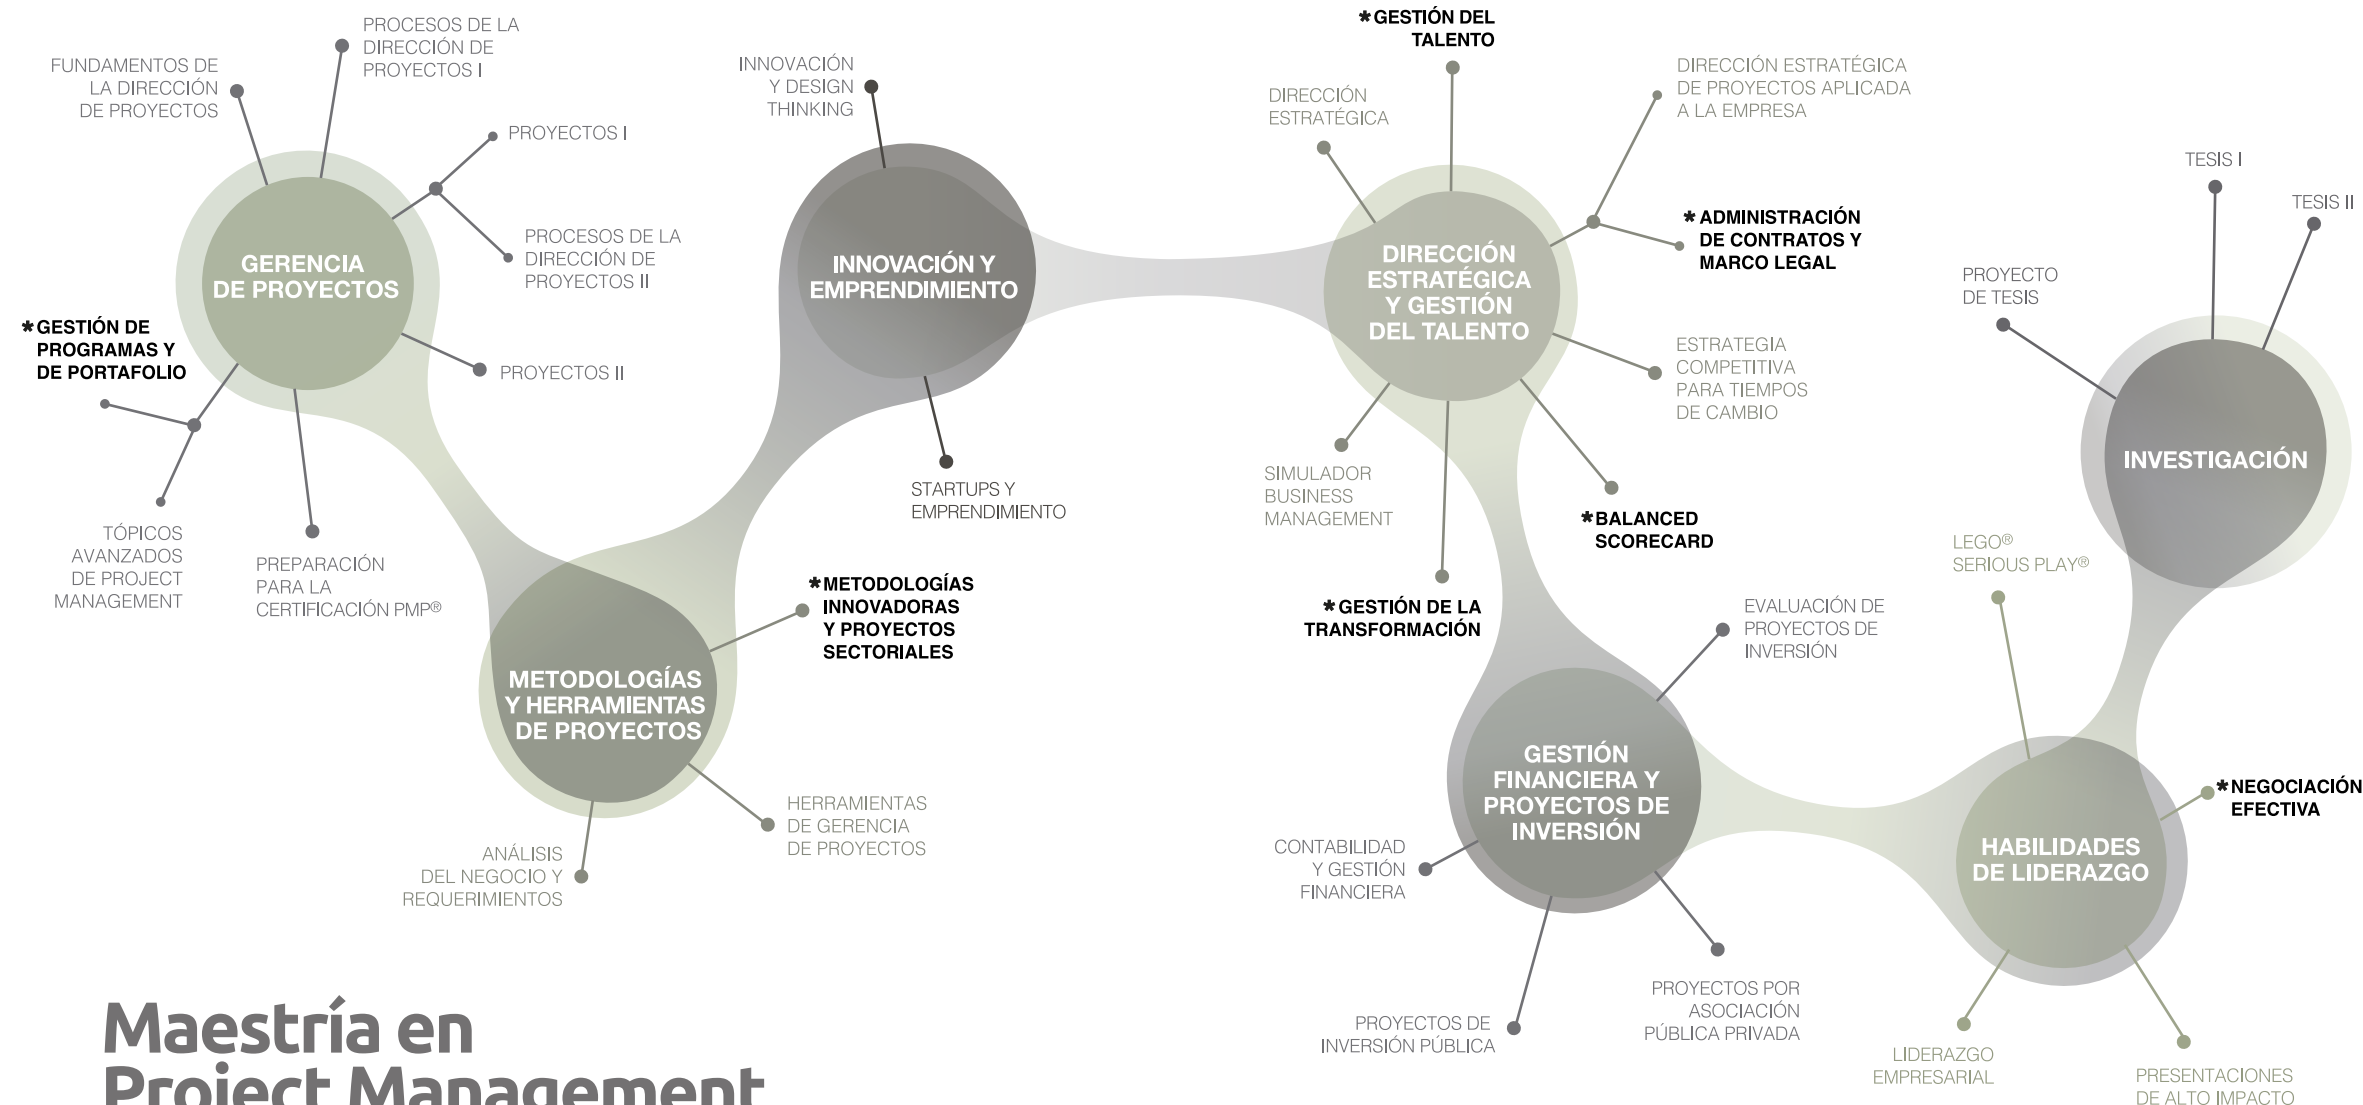 PROCESOS DE LA
DIRECCIÓN DE
PROYECTOS I
FUNDAMENTOS DE
LA DIRECCIÓN
DE PROYECTOS
PROYECTOS I
PROCESOS DE LA
DIRECCIÓN DE
PROYECTOS II
GERENCIA
DE PROYECTOS
*GESTIÓN DE
PROGRAMAS Y
DE PORTAFOLIO
PROYECTOS II
TÓPICOS
AVANZADOS
DE PROJECT
MANAGEMENT
PREPARACIÓN
PARA LA
CERTIFICACIÓN PMP®
METODOLOGÍAS
Y HERRAMIENTAS
DE PROYECTOS
*METODOLOGÍAS
INNOVADORAS
Y PROYECTOS
SECTORIALES
HERRAMIENTAS
DE GERENCIA
DE PROYECTOS
ANÁLISIS
DEL NEGOCIO Y
REQUERIMIENTOS
INNOVACIÓN
Y DESIGN
THINKING
INNOVACIÓN Y
EMPRENDIMIENTO
STARTUPS Y
EMPRENDIMIENTO
*GESTIÓN DEL
TALENTO
DIRECCIÓN
ESTRATÉGICA
DIRECCIÓN ESTRATÉGICA
DE PROYECTOS APLICADA
A LA EMPRESA
*ADMINISTRACIÓN
DE CONTRATOS Y
MARCO LEGAL
DIRECCIÓN
ESTRATÉGICA
Y GESTIÓN
DEL TALENTO
ESTRATEGIA
COMPETITIVA
PARA TIEMPOS
DE CAMBIO
SIMULADOR
BUSINESS
MANAGEMENT
*BALANCED
SCORECARD
*GESTIÓN DE LA
TRANSFORMACIÓN
EVALUACIÓN DE
PROYECTOS DE
INVERSIÓN
GESTIÓN
FINANCIERA Y
PROYECTOS DE
INVERSIÓN
CONTABILIDAD
Y GESTIÓN
FINANCIERA
PROYECTOS DE
INVERSIÓN PÚBLICA
PROYECTOS POR
ASOCIACIÓN
PÚBLICA PRIVADA
LEGO®
SERIOUS PLAY®
*NEGOCIACIÓN
EFECTIVA
HABILIDADES
DE LIDERAZGO
LIDERAZGO
EMPRESARIAL
PRESENTACIONES
DE ALTO IMPACTO
TESIS I
TESIS II
PROYECTO
DE TESIS
INVESTIGACIÓN
Maestría en
Project Management